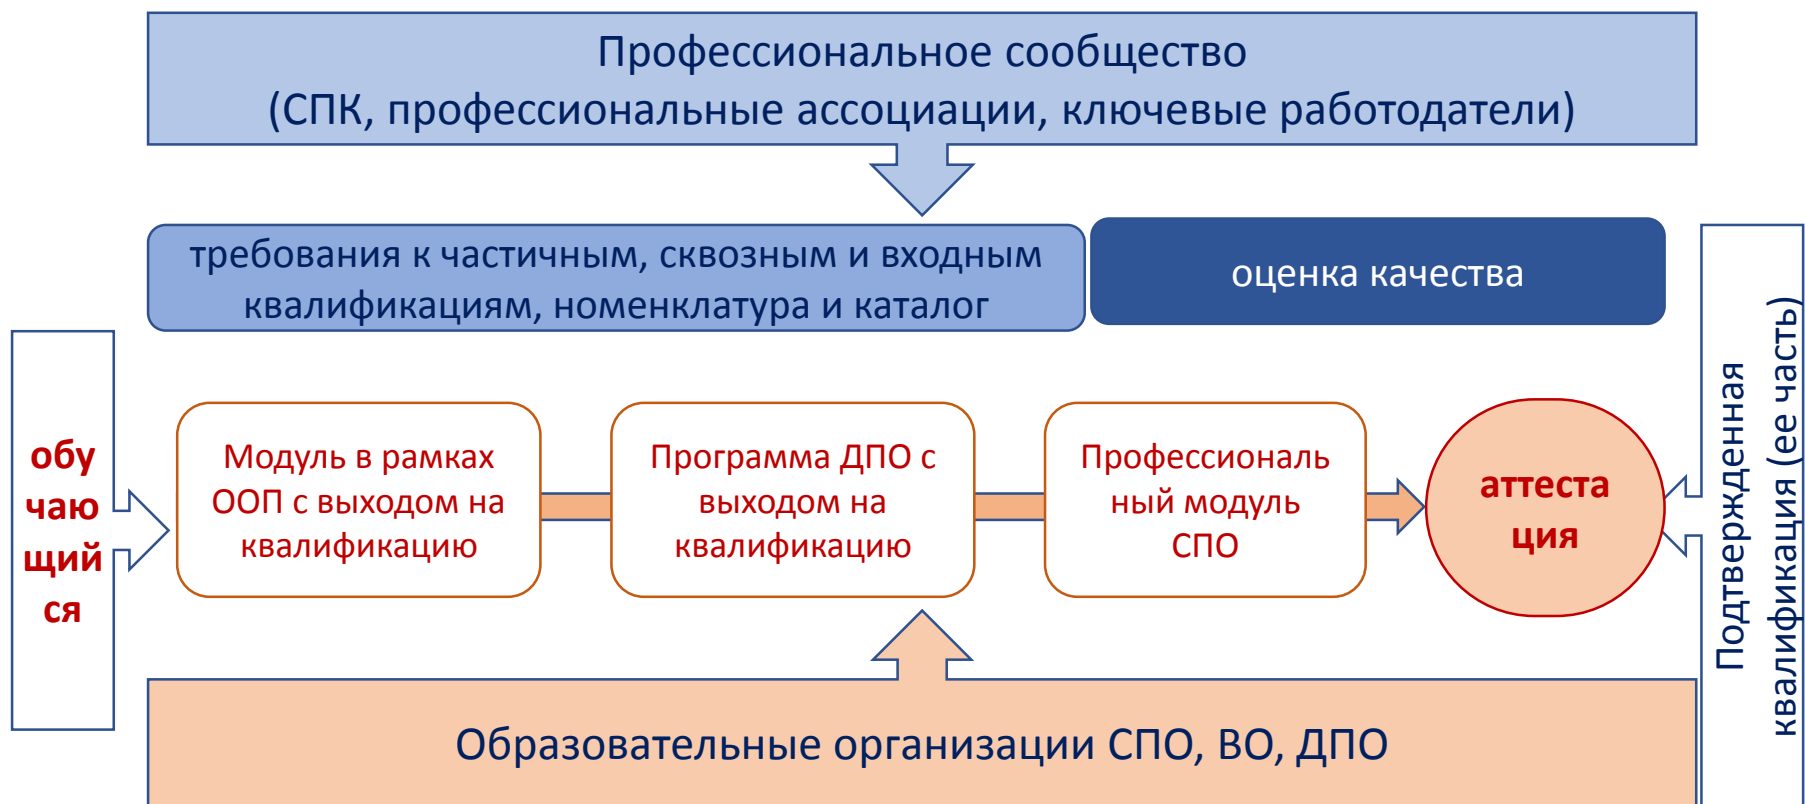 Профессиональное сообщество
(СПК, профессиональные ассоциации, ключевые работодатели)
требования к частичным, сквозным и входным
квалификациям, номенклатура и каталог
оценка качества
обу
чаю
щий
ся
Модуль в рамках
ООП с выходом на
квалификацию
Программа ДПО с
выходом на
квалификацию
Профессиональ
ный модуль
СПО
аттеста
ция
Подтвержденная
квалификация (ее часть)
Образовательные организации СПО, ВО, ДПО